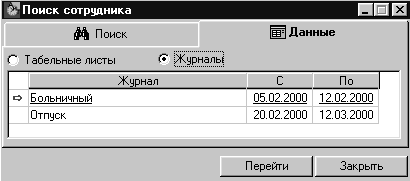 Поиск сотрудника
Поиск Данные
Табельные листы Журналы
Журнал С По
Больничный 05.02.2000 12.02.2000
Отпуск 20.02.2000 12.03.2000
Перейти Закрыть